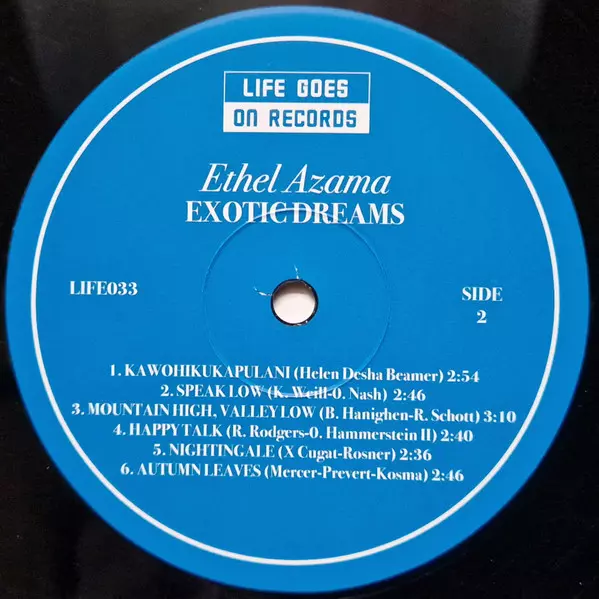 LIFE GOES
ON RECORDS
Ethel Azama
EXOTIC DREAMS
LIFE033
SIDE
2
1. KAWOHIKUKAPULANI (Helen Desha Beamer) 2:54
2. SPEAK LOW (K. Weill-O. Nash) 2:46
3. MOUNTAIN HIGH, VALLEY LOW (B. Hanighen-R. Schott) 3:10
4. HAPPY TALK (R. Rodgers-O. Hammerstein II) 2:40
5. NIGHTINGALE (X Cugat-Rosner) 2:36
6. AUTUMN LEAVES (Mercer-Prevert-Kosma) 2:46